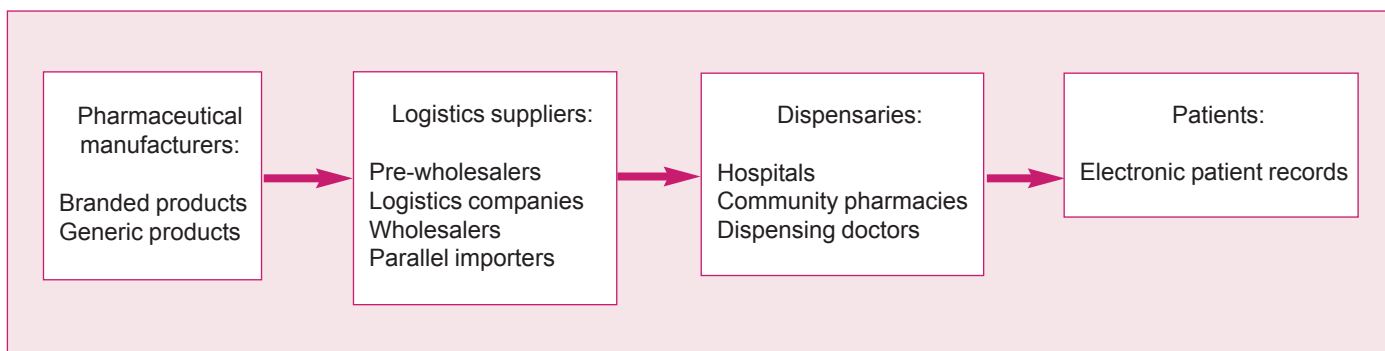 Pharmaceutical
manufacturers:
Branded products
Generic products
Logistics suppliers:
Pre-wholesalers
Logistics companies
Wholesalers
Parallel importers
Dispensaries:
Hospitals
Community pharmacies
Dispensing doctors
Patients:
Electronic patient records